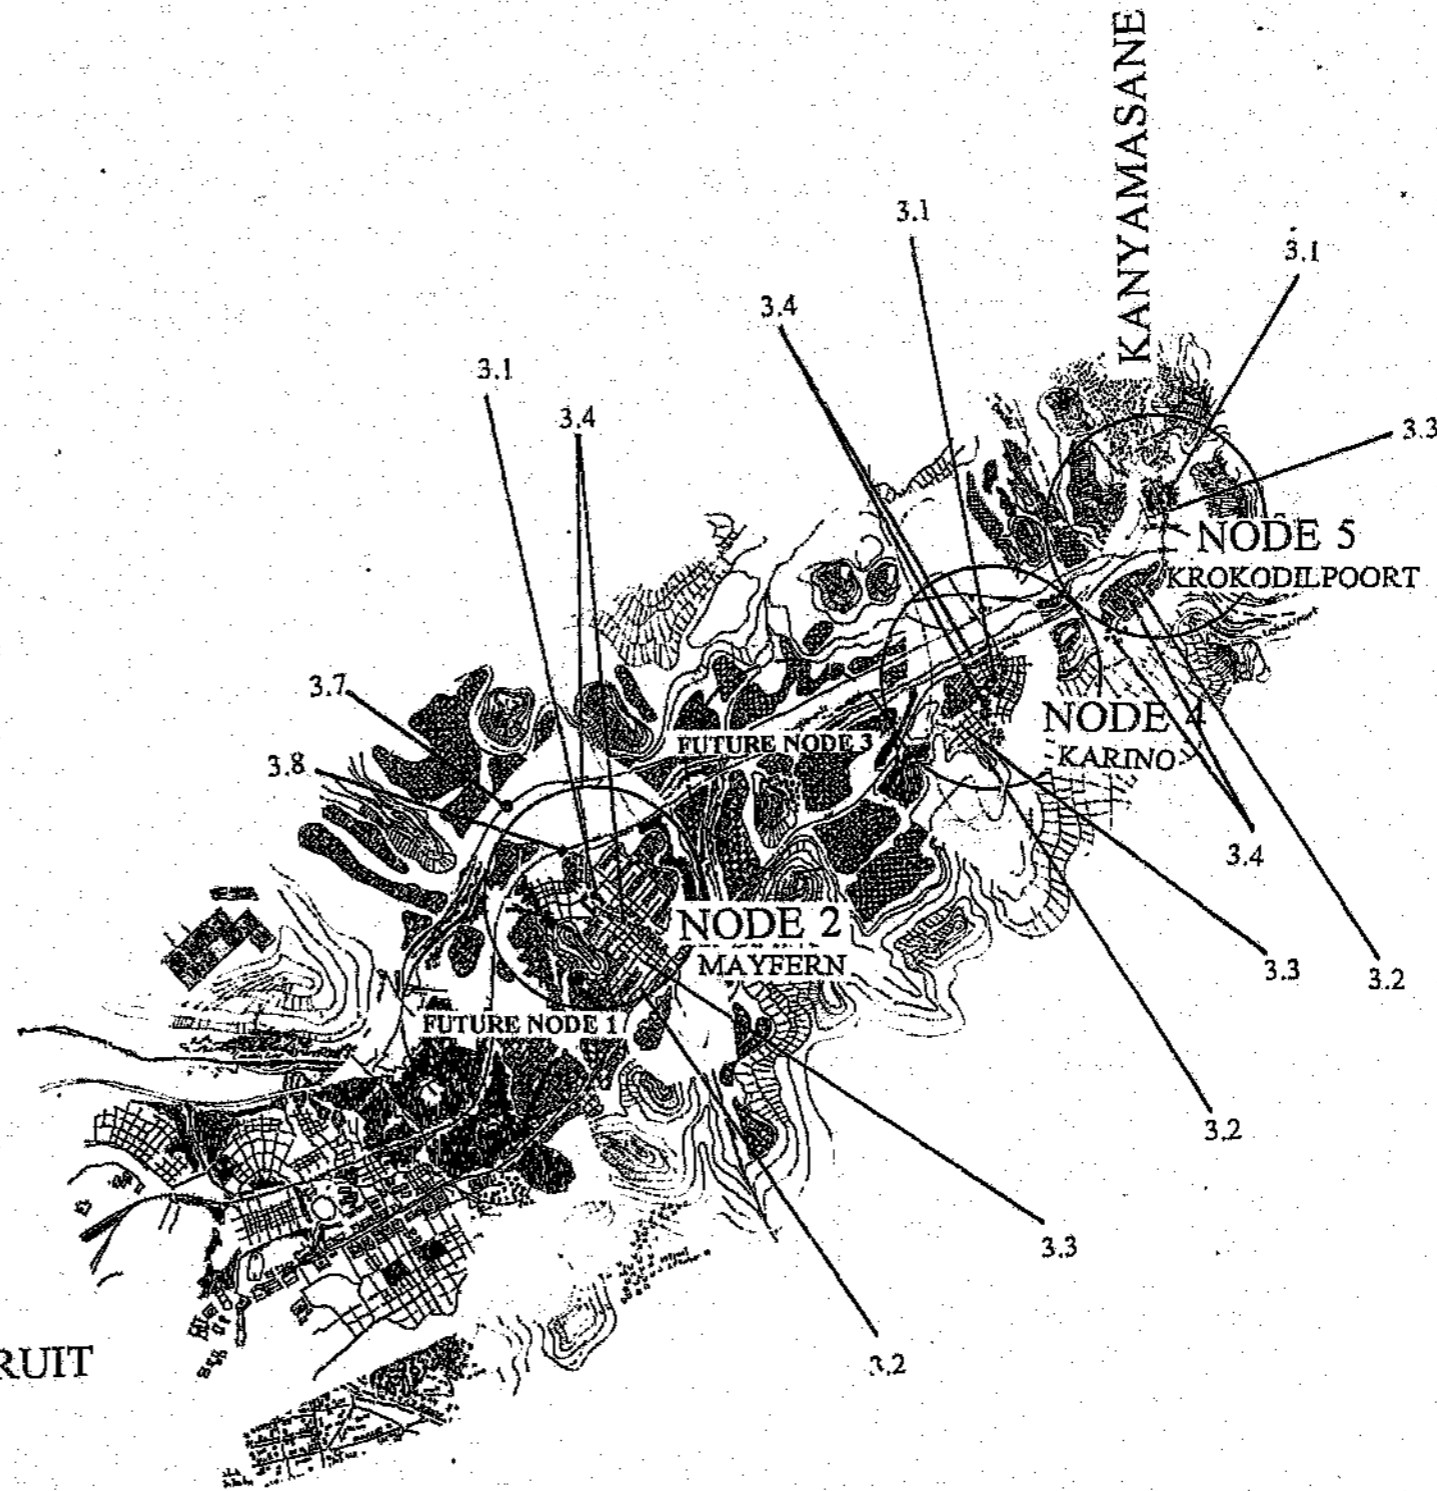 KANYAMASANE
3.1
3.1
3.4
3.1
3.4
3.3
NODE 5
KROKODILPOORT
3.7
NODE 4
KARINO
FUTURE NODE 3
3.8
3.4
NODE 2
MAYFERN
3.3
3.2
FUTURE NODE 1
3.2
3.3
3.2
RUIT